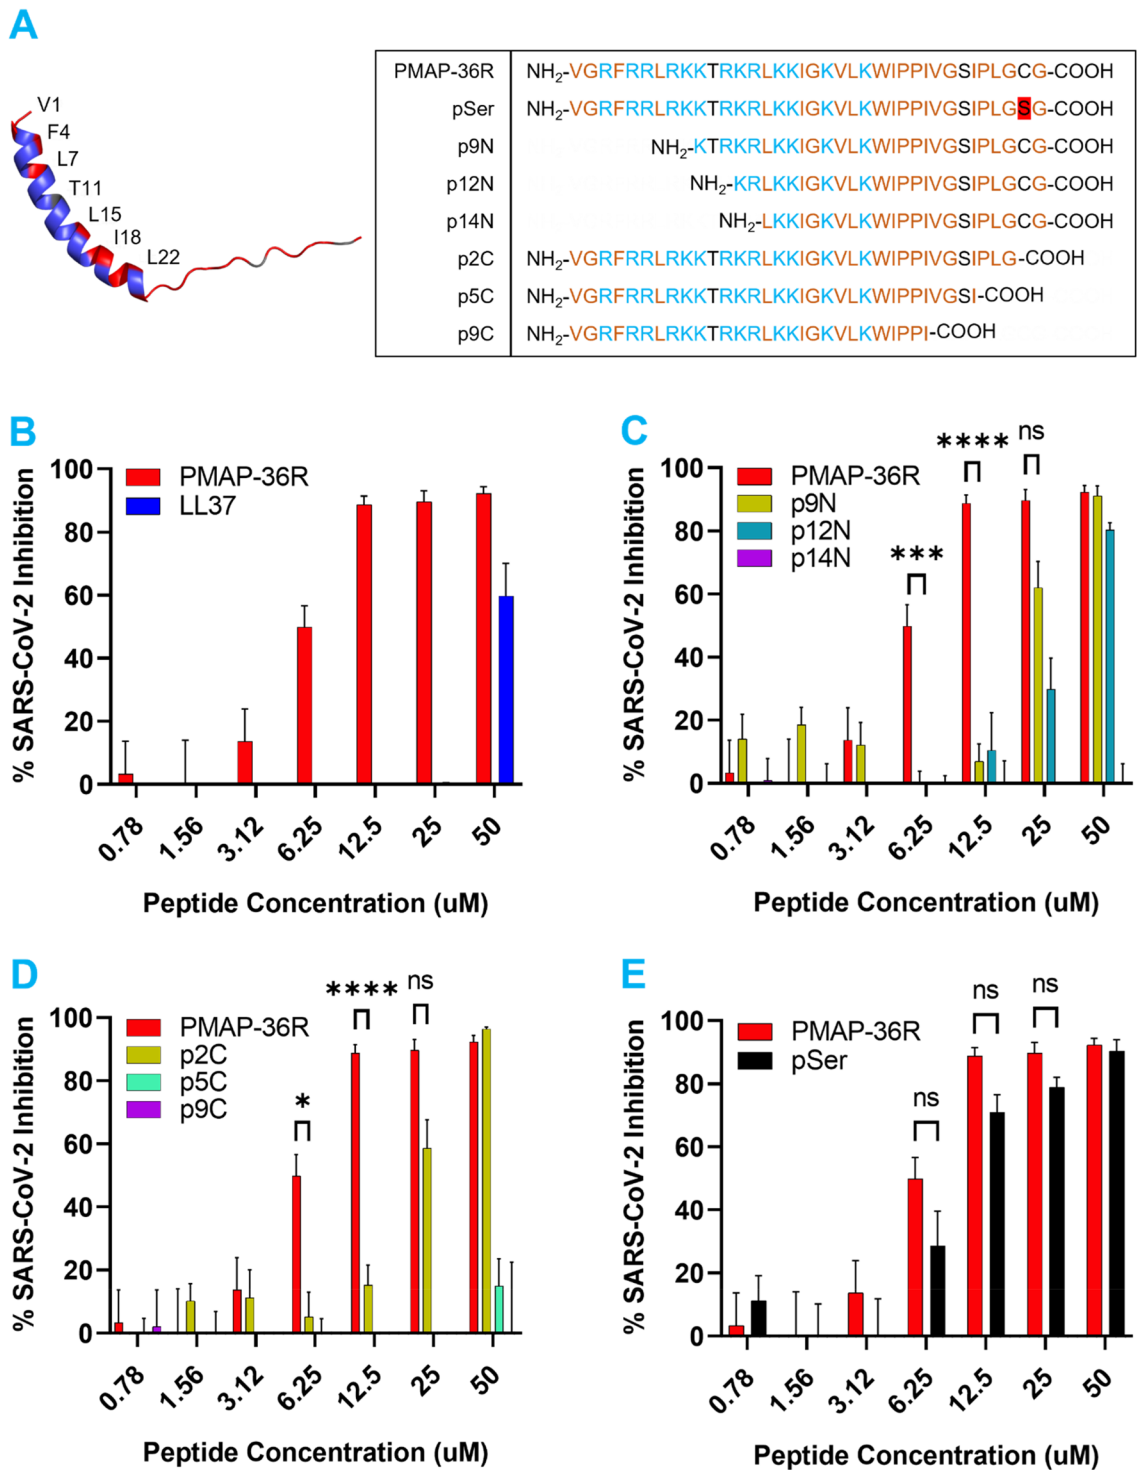 A
V1
F4
L7
T11
L15
I18
L22
PMAP-36R NH2-VGRFRRLRKKTRKRLKKIGKVLKWIPPIVGSIPLGCG-COOH
pSer NH2-VGRFRRLRKKTRKRLKKIGKVLKWIPPIVGSIPLGSG-COOH
p9N NH2-KTRKRLKKIGKVLKWIPPIVGSIPLGCG-COOH
p12N NH2-KRLKKIGKVLKWIPPIVGSIPLGCG-COOH
p14N NH2-LKKIGKVLKWIPPIVGSIPLGCG-COOH
p2C NH2-VGRFRRLRKKTRKRLKKIGKVLKWIPPIVGSIPLG-COOH
p5C NH2-VGRFRRLRKKTRKRLKKIGKVLKWIPPIVGSI-COOH
p9C NH2-VGRFRRLRKKTRKRLKKIGKVLKWIPPI-COOH
B
% SARS-CoV-2 Inhibition
100
80
60
40
20
0
PMAP-36R
LL37
0.78 1.56 3.12 6.25 12.5 25 50
Peptide Concentration (uM)
C
% SARS-CoV-2 Inhibition
100
80
60
40
20
0
PMAP-36R
p9N
p12N
p14N
***
****
ns
0.78 1.56 3.12 6.25 12.5 25 50
Peptide Concentration (uM)
D
% SARS-CoV-2 Inhibition
100
80
60
40
20
0
PMAP-36R
p2C
p5C
p9C
*
****
ns
0.78 1.56 3.12 6.25 12.5 25 50
Peptide Concentration (uM)
E
% SARS-CoV-2 Inhibition
100
80
60
40
20
0
PMAP-36R
pSer
ns
ns
ns
0.78 1.56 3.12 6.25 12.5 25 50
Peptide Concentration (uM)